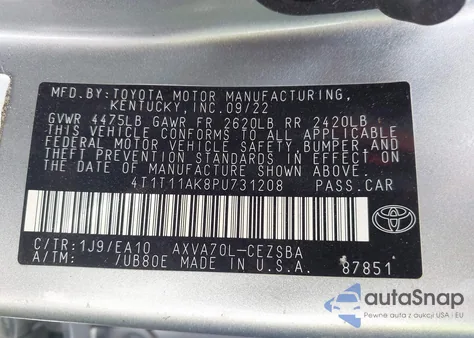 MFD.BY:TOYOTA MOTOR MANUFACTURING,
KENTUCKY,INC.09/22
GVWR 4475LB GAWR FR 2620LB RR 2420LB
THIS VEHICLE CONFORMS TO ALL APPLICABLE
FEDERAL MOTOR VEHICLE SAFETY, BUMPER, AND
THEFT PREVENTION STANDARDS IN EFFECT ON
THE DATE OF MANUFACTURE SHOWN ABOVE.
4T1T11AK8PU731208 PASS.CAR
C/TR:1J9/EA10 AXVA70L-CEZSBA
A/TM: /UB80E MADE IN U.S.A. 87851
autoSnap
Pewne auta z drugiej ręki z aukcji USA i EU